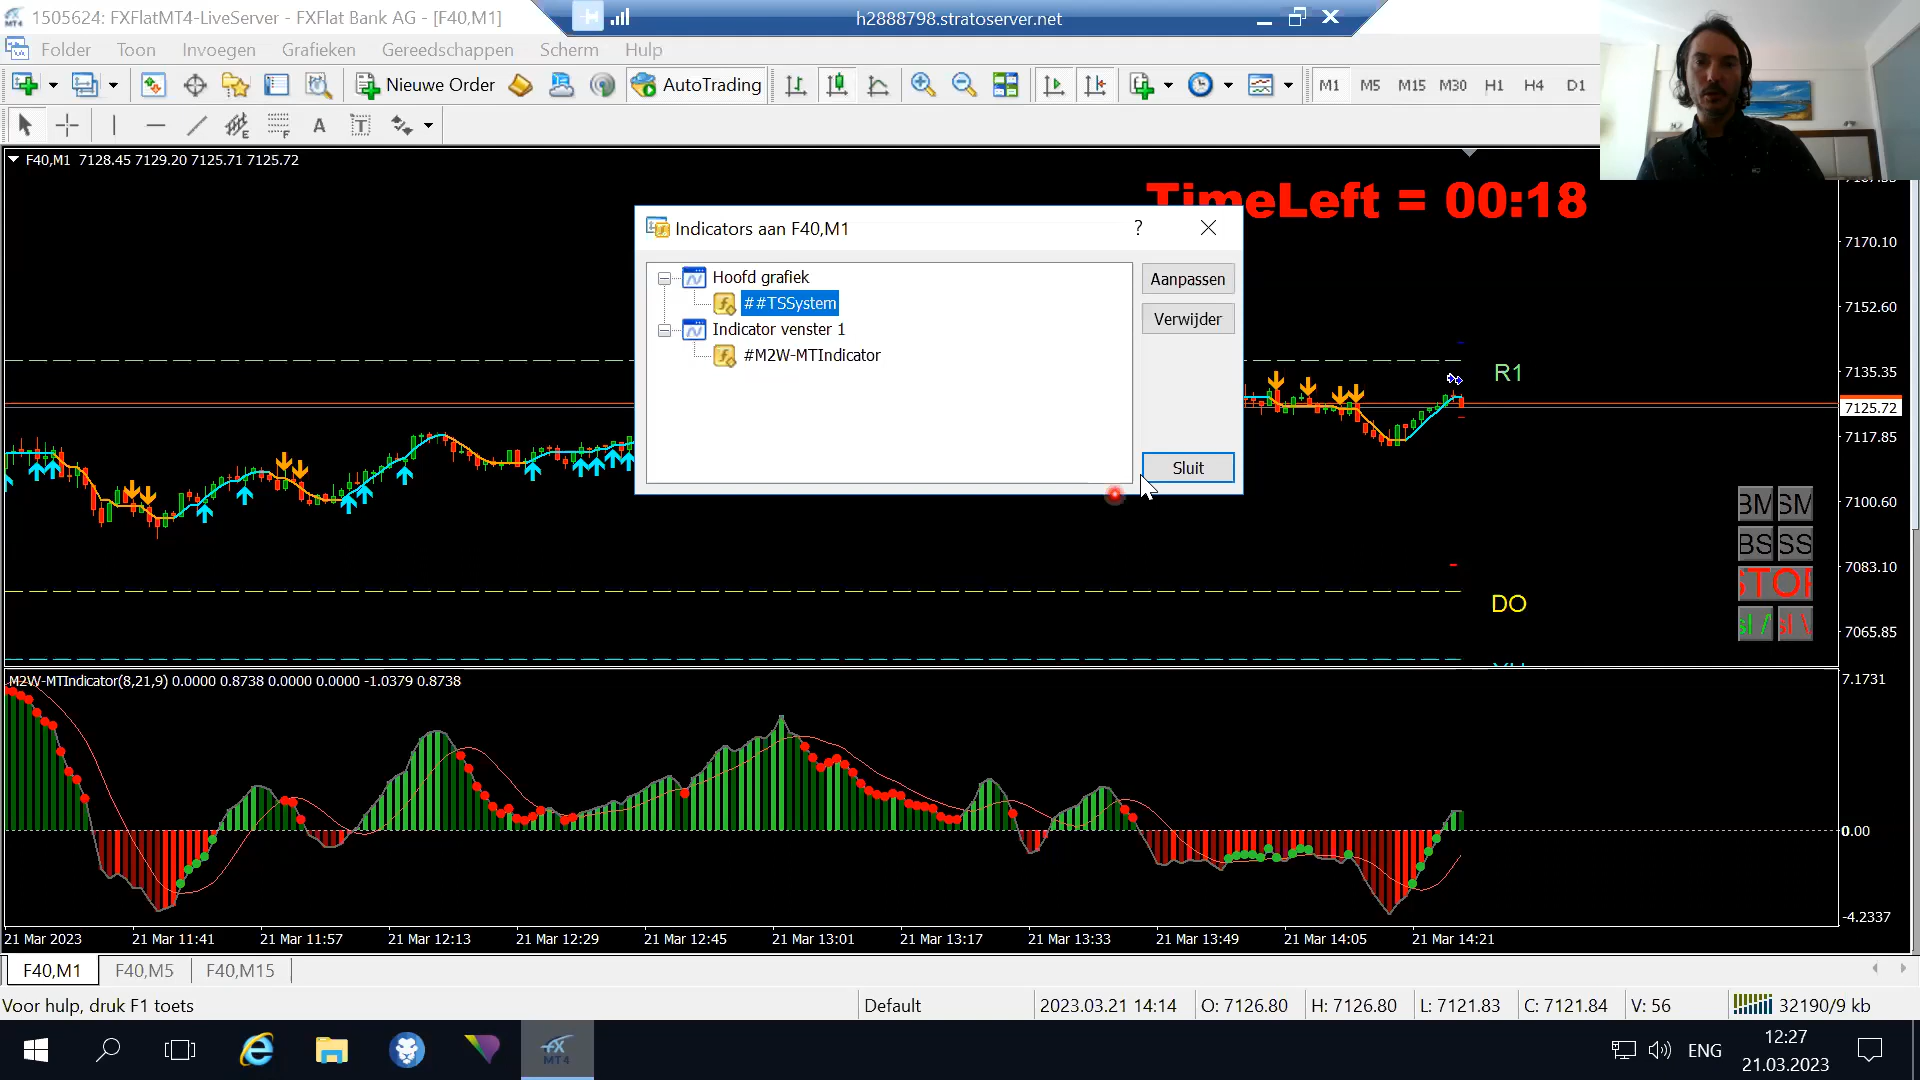 1505624: FXFlatMT4-LiveServer - FXFlat Bank AG - [F40,M1]
h2888798.stratoserver.net
Folder Toon Invoegen Grafieken Gereedschappen Scherm Hulp
Nieuwe Order AutoTrading M1 M5 M15 M30 H1 H4 D1
F40,M1 7128.45 7129.20 7125.71 7125.72
TimeLeft = 00:18
Indicators aan F40,M1
?
Hoofd grafiek
Aanpassen
##TSSystem
Verwijder
Indicator venster 1
#M2W-MTIndicator
Sluit
7170.10
7152.60
R1
7135.35
7125.72
7117.85
7100.60
BM SM
BS SS
7083.10
STOP
DO
sl / sl \
7065.85
M2W-MTIndicator(8,21,9) 0.0000 0.8738 0.0000 0.0000 -1.0379 0.8738
7.1731
0.00
-4.2337
21 Mar 2023 21 Mar 11:41 21 Mar 11:57 21 Mar 12:13 21 Mar 12:29 21 Mar 12:45 21 Mar 13:01 21 Mar 13:17 21 Mar 13:33 21 Mar 13:49 21 Mar 14:05 21 Mar 14:21
F40,M1 F40,M5 F40,M15
Voor hulp, druk F1 toets
Default
2023.03.21 14:14
O: 7126.80
H: 7126.80
L: 7121.83
C: 7121.84
V: 56
32190/9 kb
FX
MT4
ENG
12:27
21.03.2023